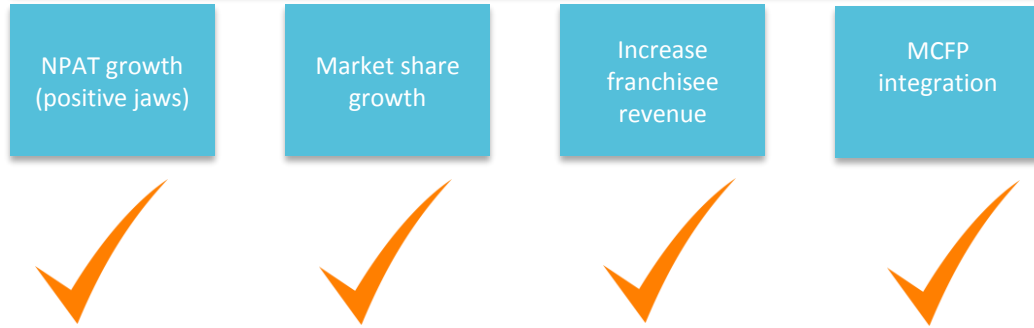 NPAT growth
(positive jaws)
Market share
growth
Increase
franchisee
revenue
MCFP
integration